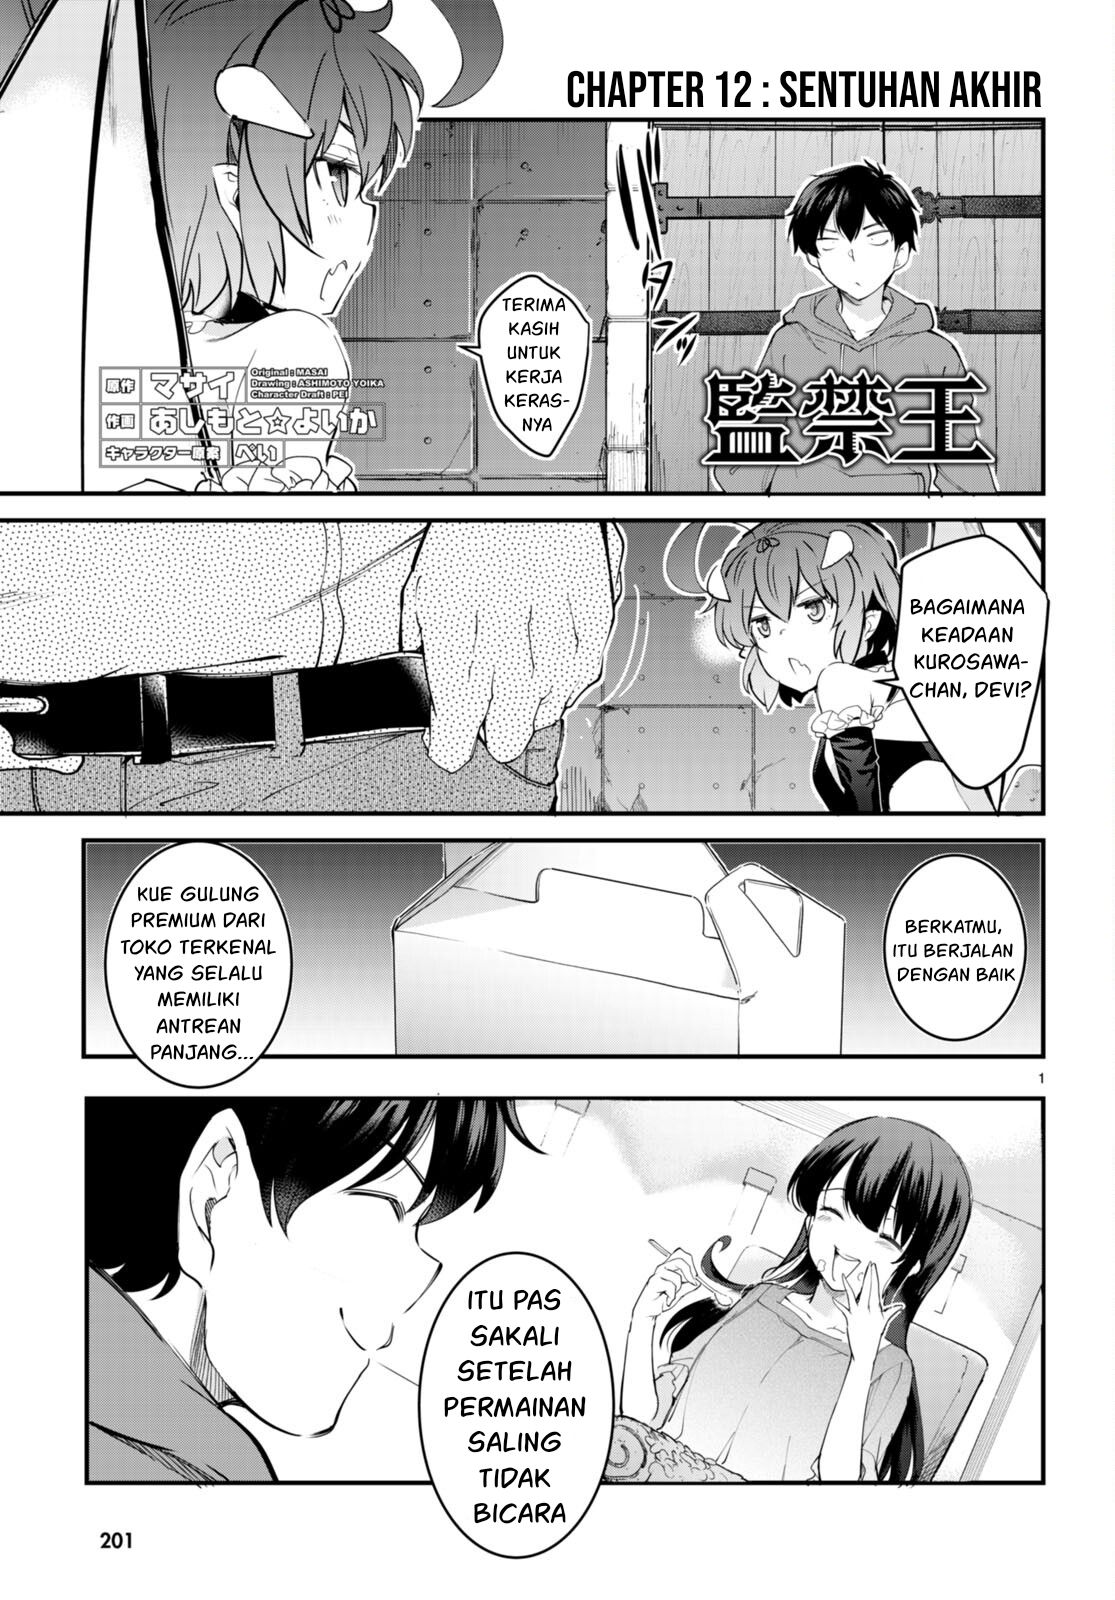 CHAPTER 12 : SENTUHAN AKHIR
TERIMA
KASIH
UNTUK
KERJA
KERAS-
NYA
監禁王
原作 マサイ
Original : MASAI
Drawing : ASHIMOTO YOIKA
Character Draft : PEI
作画 あしもと☆よいか
キャラクター原案 ぺい
BAGAIMANA
KEADAAN
KUROSAWA-
CHAN, DEVI?
BERKATMU,
ITU BERJALAN
DENGAN BAIK
KUE GULUNG
PREMIUM DARI
TOKO TERKENAL
YANG SELALU
MEMILIKI
ANTREAN
PANJANG...
1
ITU PAS
SAKALI
SETELAH
PERMAINAN
SALING
TIDAK
BICARA
201